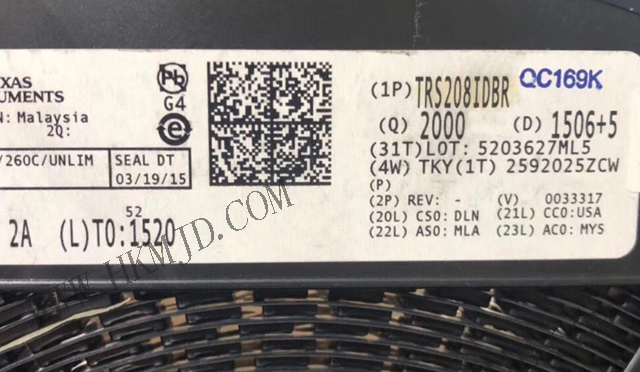 XAS
UMENTS
N: Malaysia
2Q:
/260C/UNLIM
SEAL DT
03/19/15
52
2A (L)TO:1520
Pb
G4
e
(1P) TRS208IDBR QC169K
(Q) 2000 (D) 1506+5
(31T)LOT: 5203627ML5
(4W) TKY(1T) 2592025ZCW
(P)
(2P) REV: - (V) 0033317
(20L) CSO: DLN (21L) CCO:USA
(22L) ASO: MLA (23L) ACO: MYS
WWW.HKMJD.COM